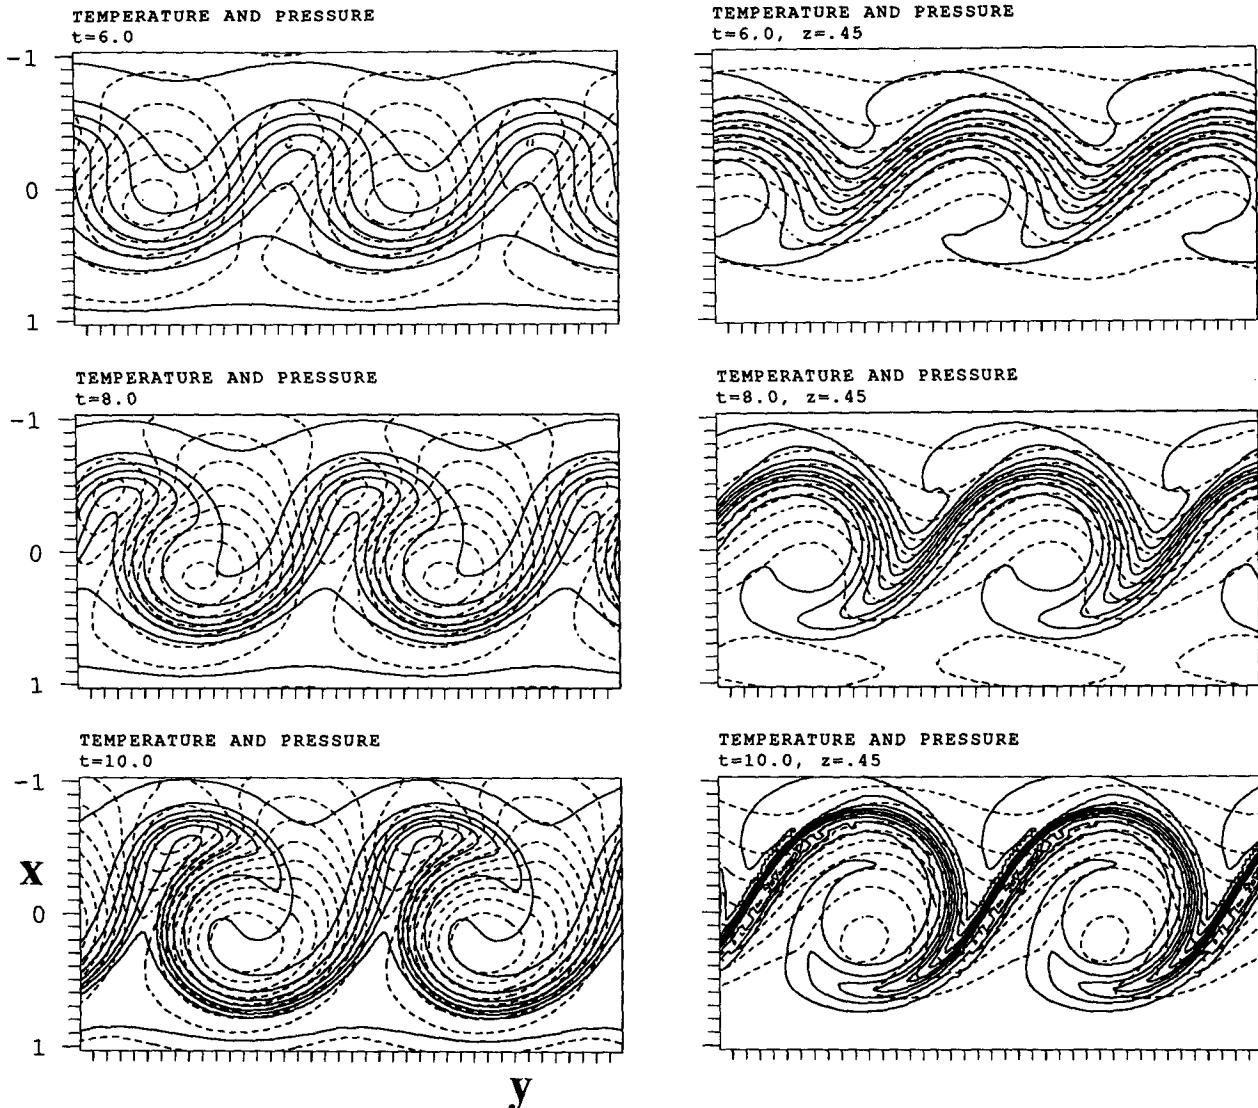 TEMPERATURE AND PRESSURE
t=6.0
-1
0
1
TEMPERATURE AND PRESSURE
t=6.0, z=.45
TEMPERATURE AND PRESSURE
t=8.0
-1
0
1
TEMPERATURE AND PRESSURE
t=8.0, z=.45
TEMPERATURE AND PRESSURE
t=10.0
-1
x
0
1
TEMPERATURE AND PRESSURE
t=10.0, z=.45
y